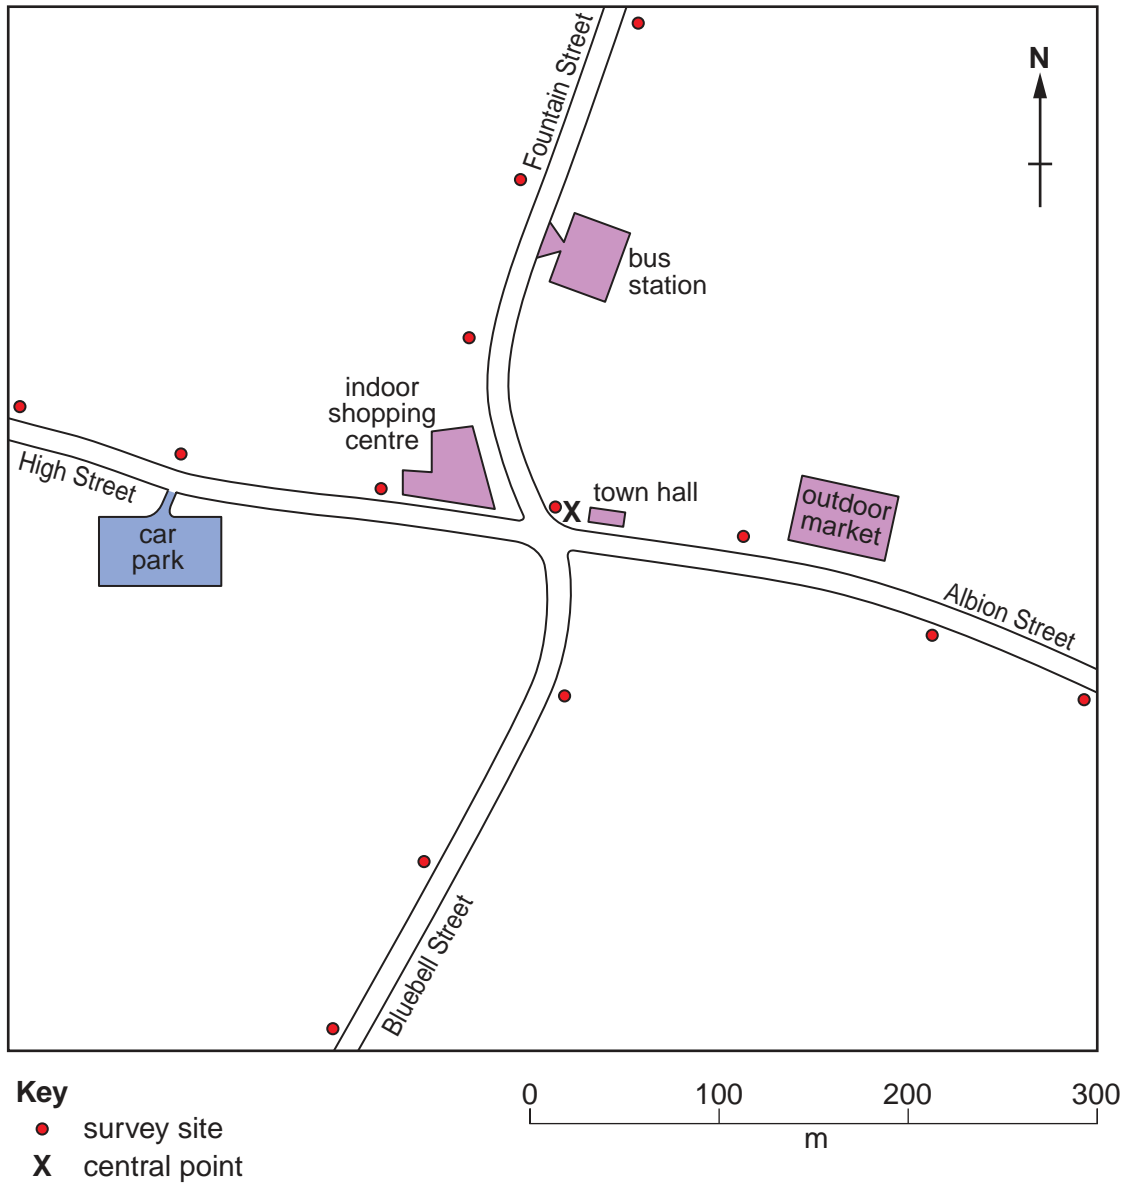 Fountain Street
N
bus
station
indoor
shopping
centre
High Street
town hall
outdoor
market
car
park
Albion Street
Bluebell Street
Key
survey site
X central point
X
0 100 200 300
m